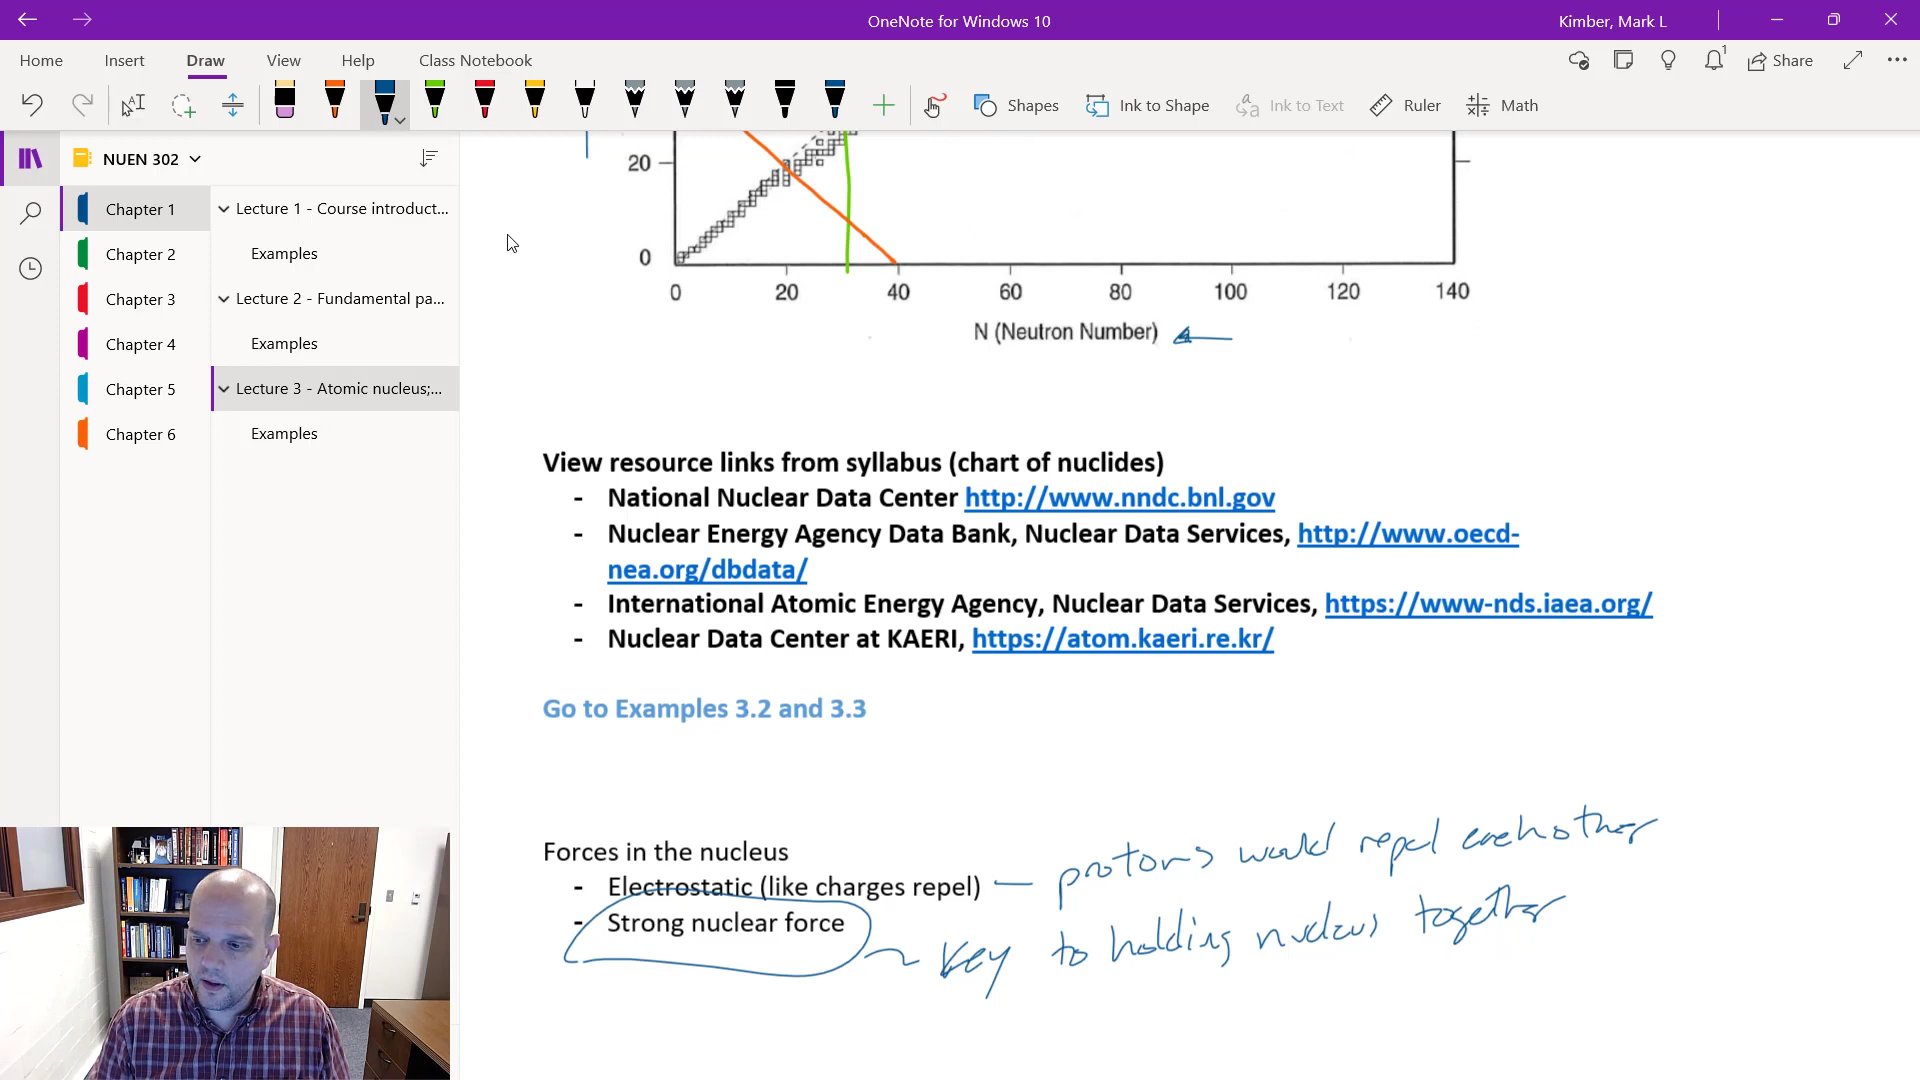 OneNote for Windows 10
Kimber, Mark L
Home Insert Draw View Help Class Notebook
1
Share
Shapes Ink to Shape Ink to Text Ruler Math
NUEN 302
Chapter 1
Chapter 2
Chapter 3
Chapter 4
Chapter 5
Chapter 6
Lecture 1 - Course introduct...
Examples
Lecture 2 - Fundamental pa...
Examples
Lecture 3 - Atomic nucleus;...
Examples
20
0
0 20 40 60 80 100 120 140
N (Neutron Number)
View resource links from syllabus (chart of nuclides)
- National Nuclear Data Center http://www.nndc.bnl.gov
- Nuclear Energy Agency Data Bank, Nuclear Data Services, http://www.oecd-
nea.org/dbdata/
- International Atomic Energy Agency, Nuclear Data Services, https://www-nds.iaea.org/
- Nuclear Data Center at KAERI, https://atom.kaeri.re.kr/
Go to Examples 3.2 and 3.3
Forces in the nucleus
- Electrostatic (like charges repel) — protons would repel each other
- Strong nuclear force ~ Key to holding nucleus together